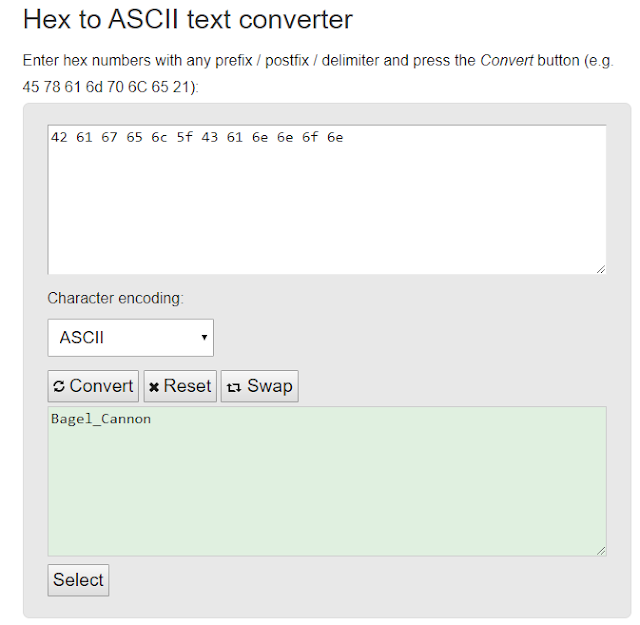 Hex to ASCII text converter
Enter hex numbers with any prefix / postfix / delimiter and press the Convert button (e.g.
45 78 61 6d 70 6C 65 21):
42 61 67 65 6c 5f 43 61 6e 6e 6f 6e
Character encoding:
ASCII
Convert Reset Swap
Bagel_Cannon
Select